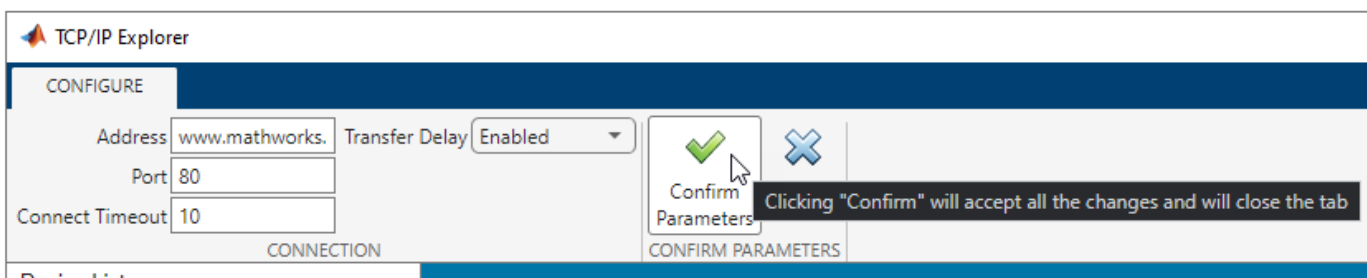 TCP/IP Explorer
CONFIGURE
Address www.mathworks. Transfer Delay Enabled
Port 80
Connect Timeout 10
CONNECTION
Confirm
Parameters
CONFIRM PARAMETERS
Clicking "Confirm" will accept all the changes and will close the tab